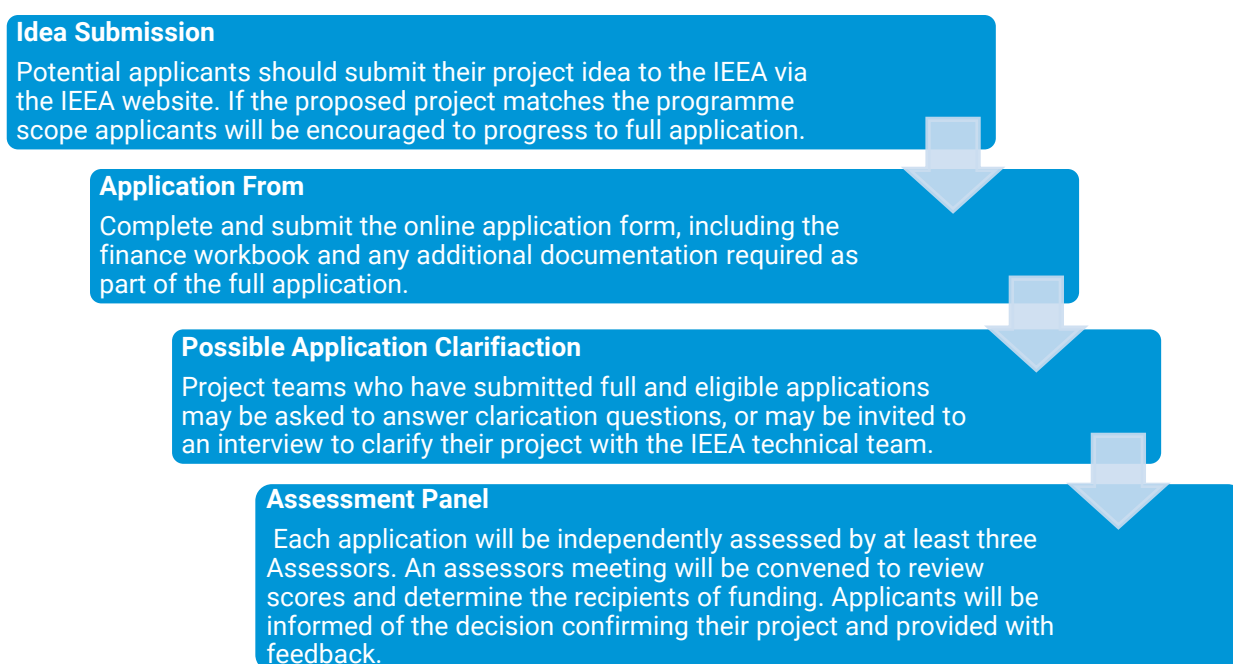 Idea Submission
Potential applicants should submit their project idea to the IEEA via
the IEEA website. If the proposed project matches the programme
scope applicants will be encouraged to progress to full application.
Application From
Complete and submit the online application form, including the
finance workbook and any additional documentation required as
part of the full application.
Possible Application Clarifiaction
Project teams who have submitted full and eligible applications
may be asked to answer clarication questions, or may be invited to
an interview to clarify their project with the IEEA technical team.
Assessment Panel
Each application will be independently assessed by at least three
Assessors. An assessors meeting will be convened to review
scores and determine the recipients of funding. Applicants will be
informed of the decision confirming their project and provided with
feedback.